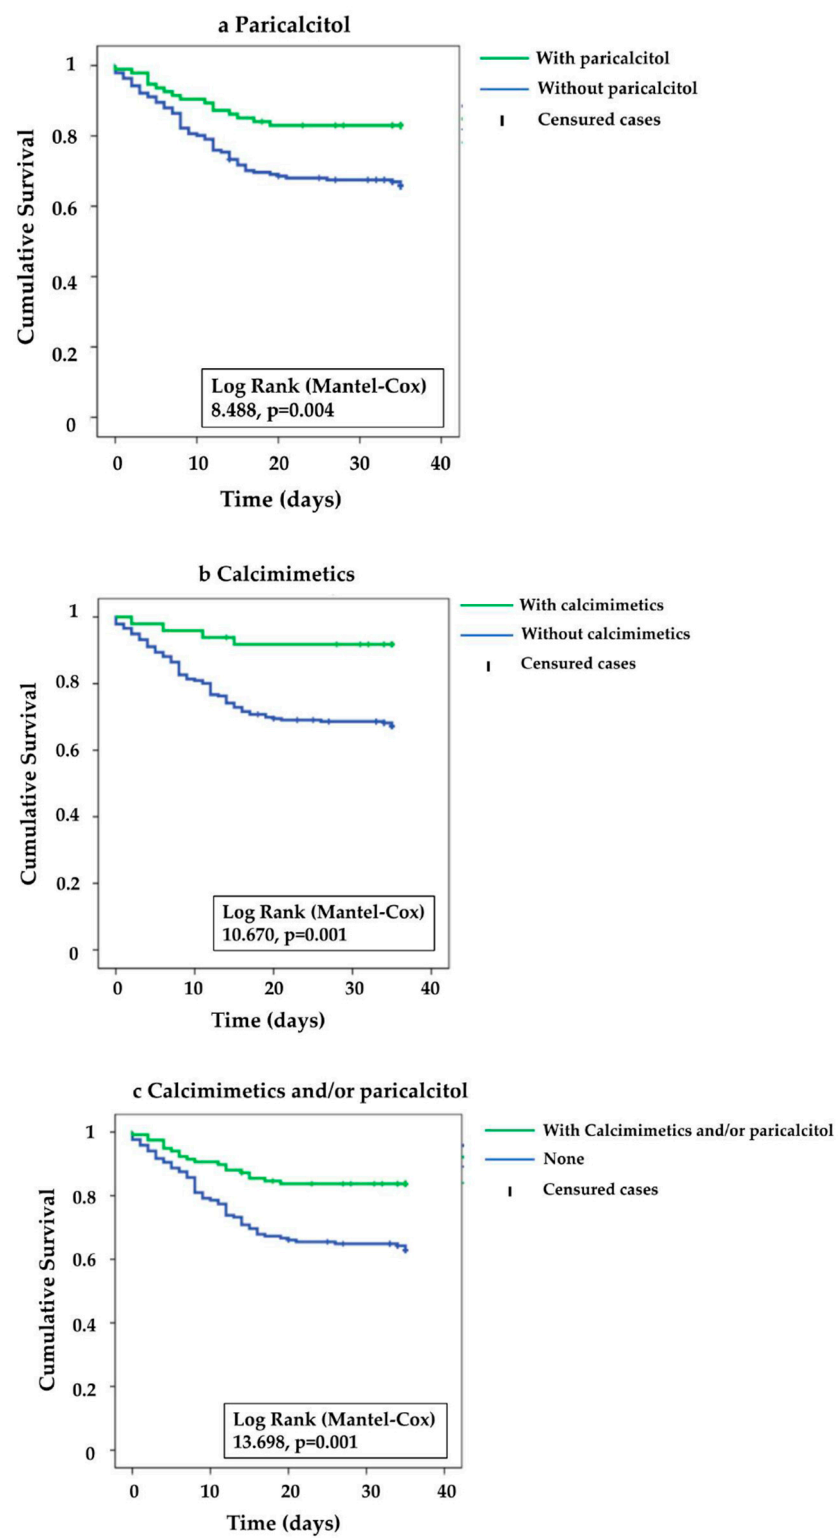 a Paricalcitol
With paricalcitol
Without paricalcitol
Censured cases
Cumulative Survival
1
0.8
0.6
0.4
0.2
0
Log Rank (Mantel-Cox)
8.488, p=0.004
0 10 20 30 40
Time (days)
b Calcimimetics
With calcimimetics
Without calcimimetics
Censured cases
Cumulative Survival
1
0.8
0.6
0.4
0.2
0
Log Rank (Mantel-Cox)
10.670, p=0.001
0 10 20 30 40
Time (days)
c Calcimimetics and/or paricalcitol
With Calcimimetics and/or paricalcitol
None
Censured cases
Cumulative Survival
1
0.8
0.6
0.4
0.2
0
Log Rank (Mantel-Cox)
13.698, p=0.001
0 10 20 30 40
Time (days)